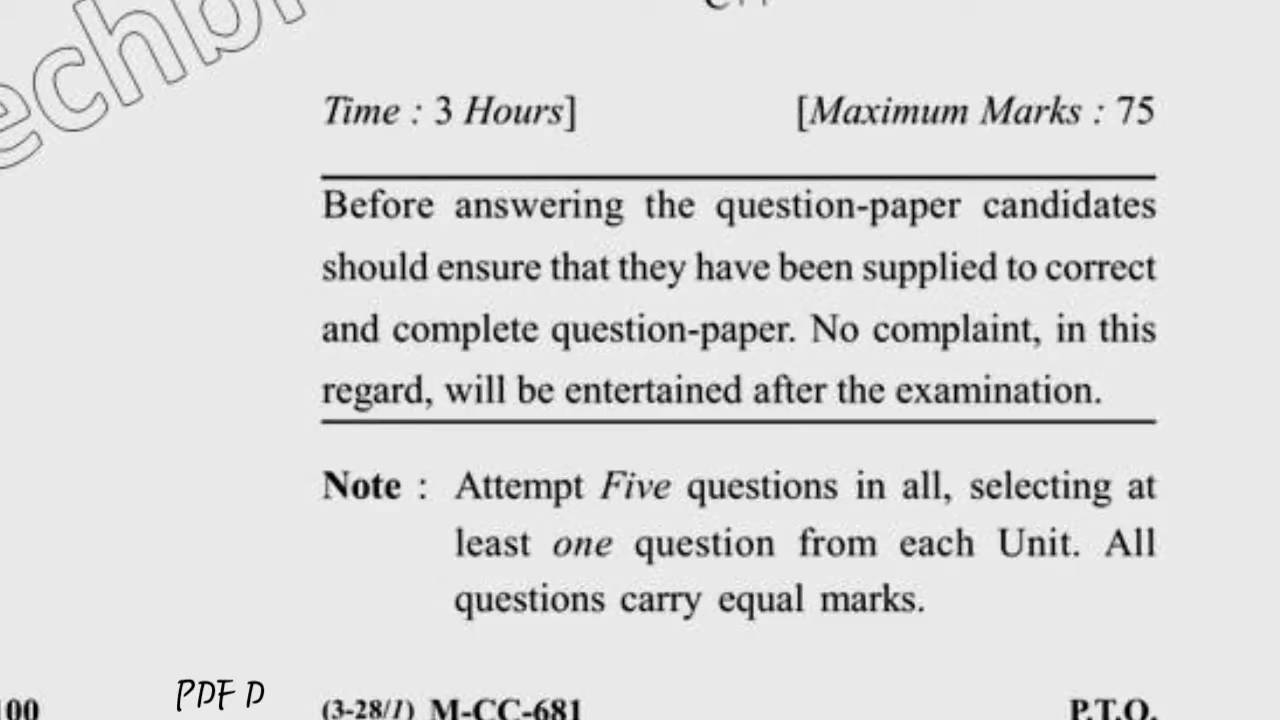 Time : 3 Hours] [Maximum Marks : 75
Before answering the question-paper candidates
should ensure that they have been supplied to correct
and complete question-paper. No complaint, in this
regard, will be entertained after the examination.
Note : Attempt Five questions in all, selecting at
least one question from each Unit. All
questions carry equal marks.
100 PDF D (3-28/1) M-CC-681 P.T.O.